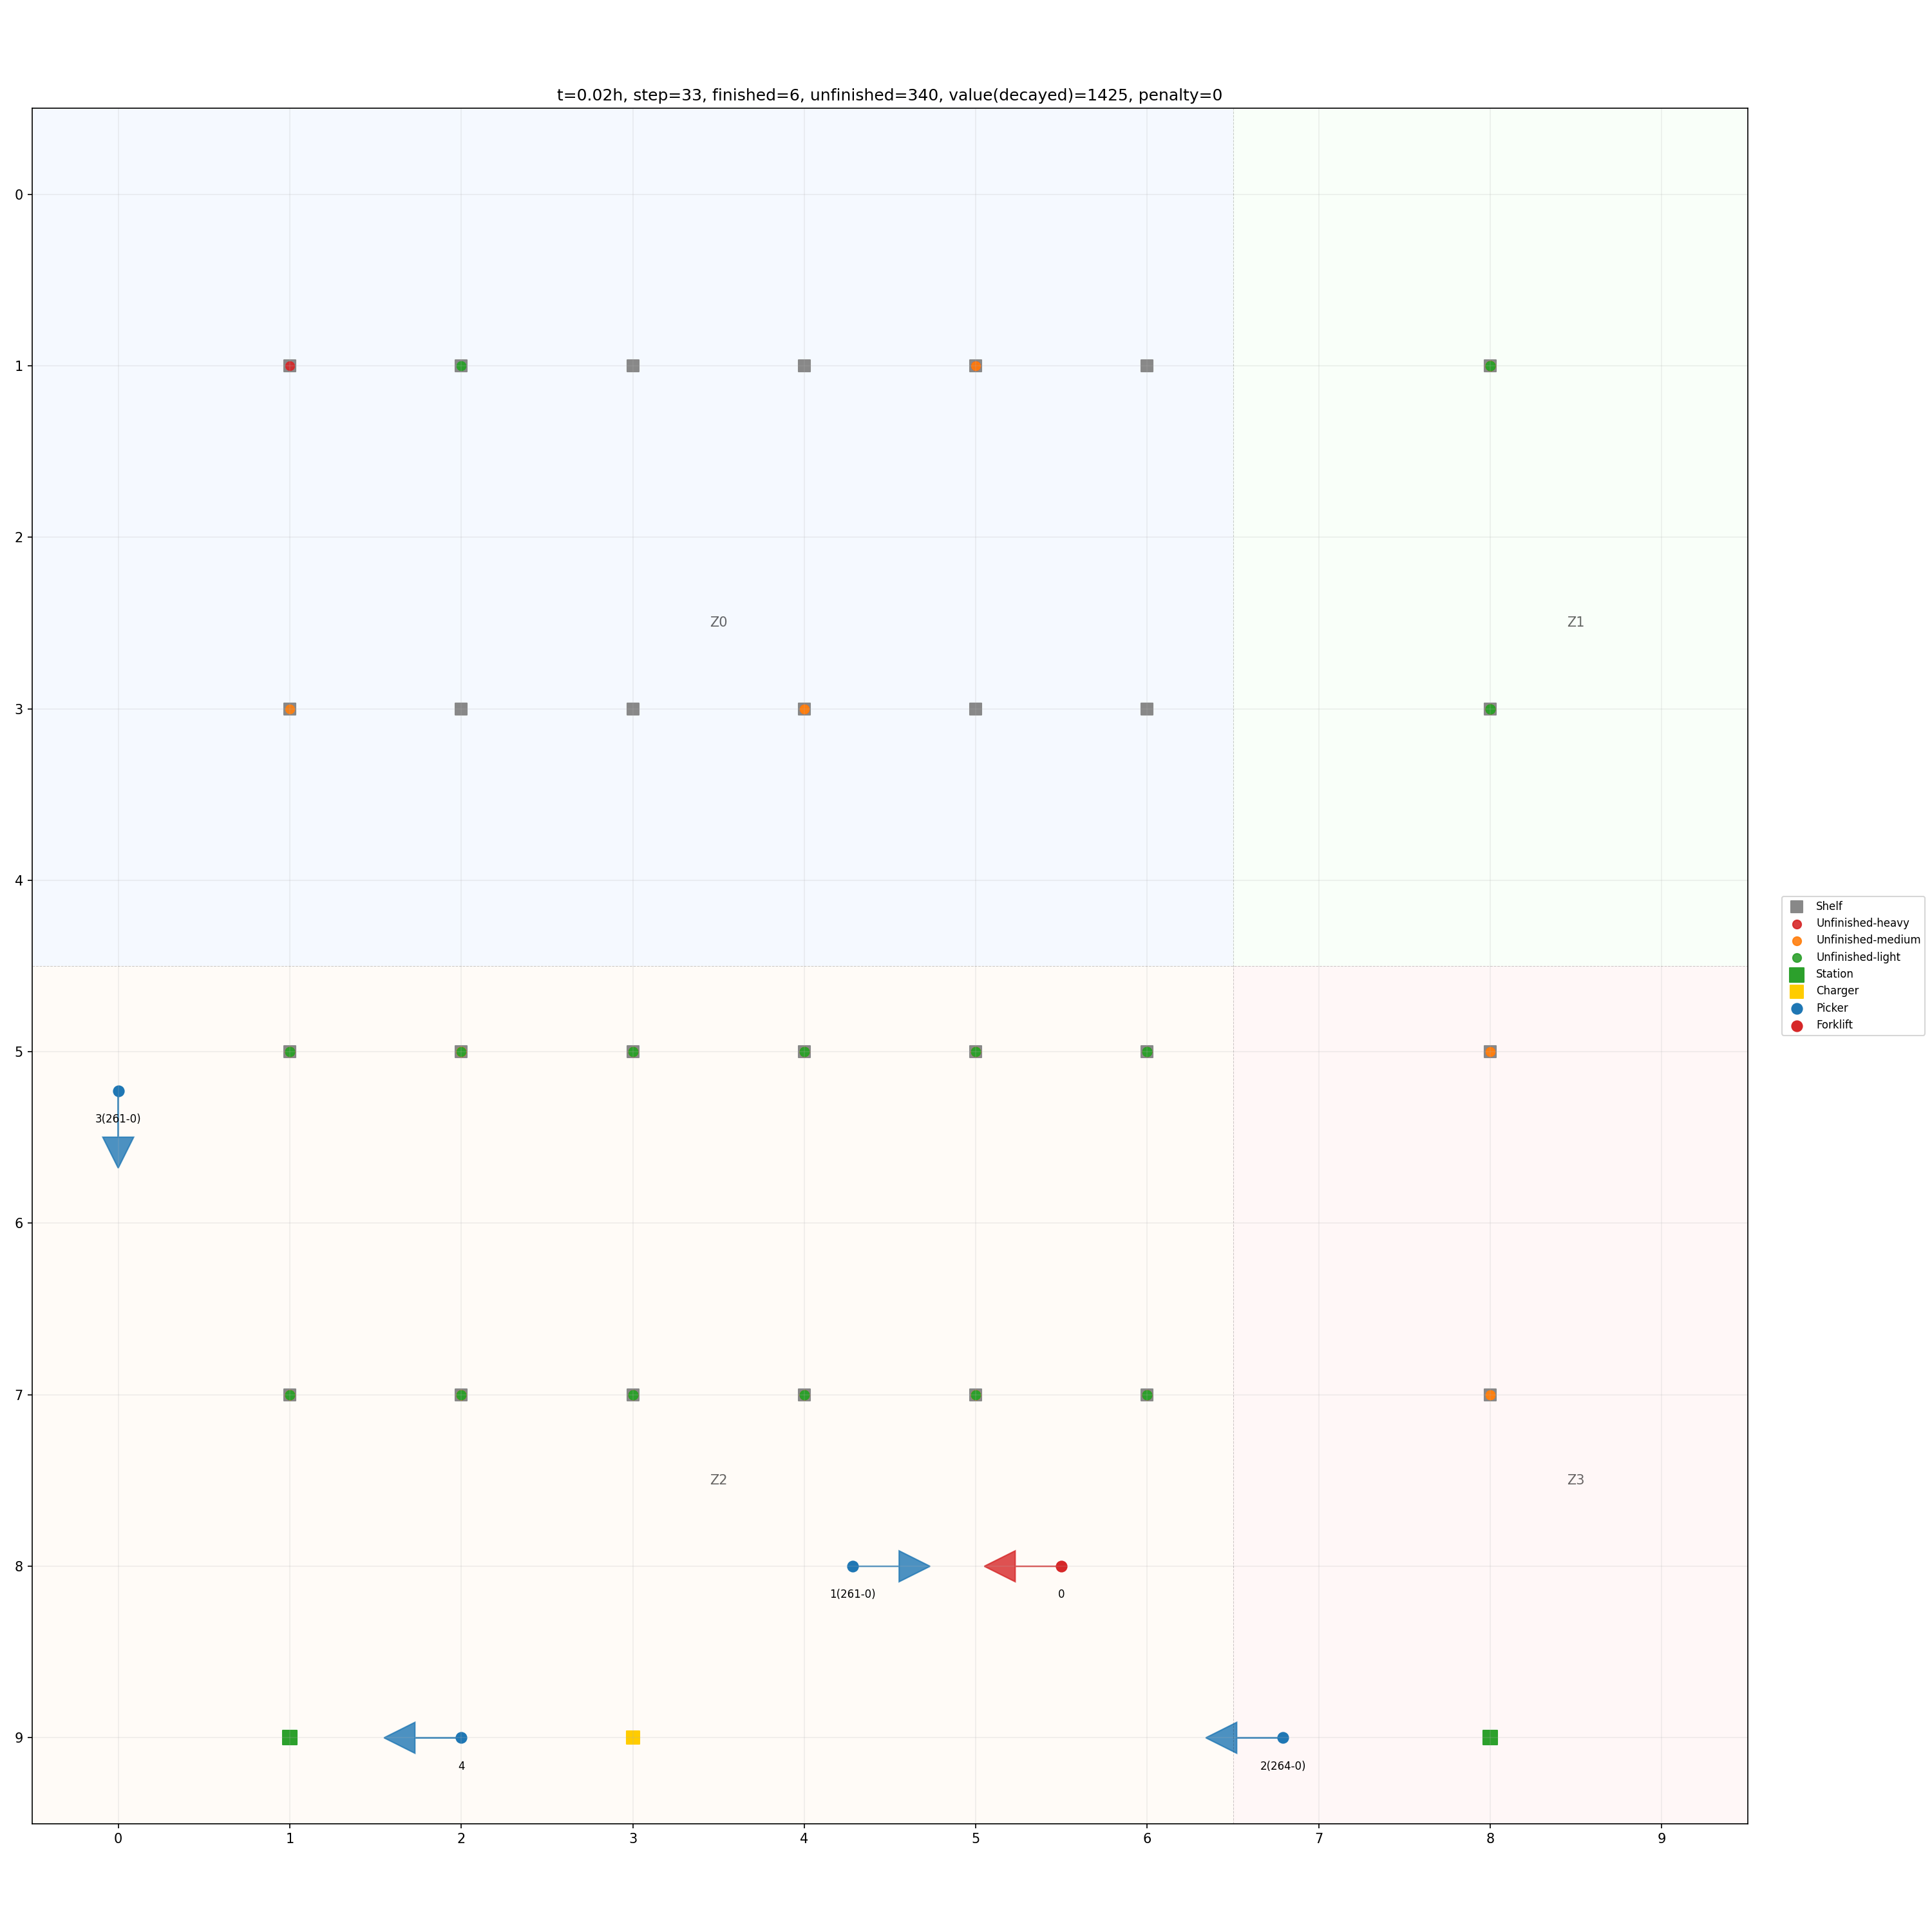 t=0.02h, step=33, finished=6, unfinished=340, value(decayed)=1425, penalty=0
0
1
2
Z0
Z1
3
4
Shelf
Unfinished-heavy
Unfinished-medium
Unfinished-light
Station
Charger
Picker
Forklift
5
3(261-0)
6
7
Z2
Z3
8
1(261-0)
0
9
4
2(264-0)
0 1 2 3 4 5 6 7 8 9